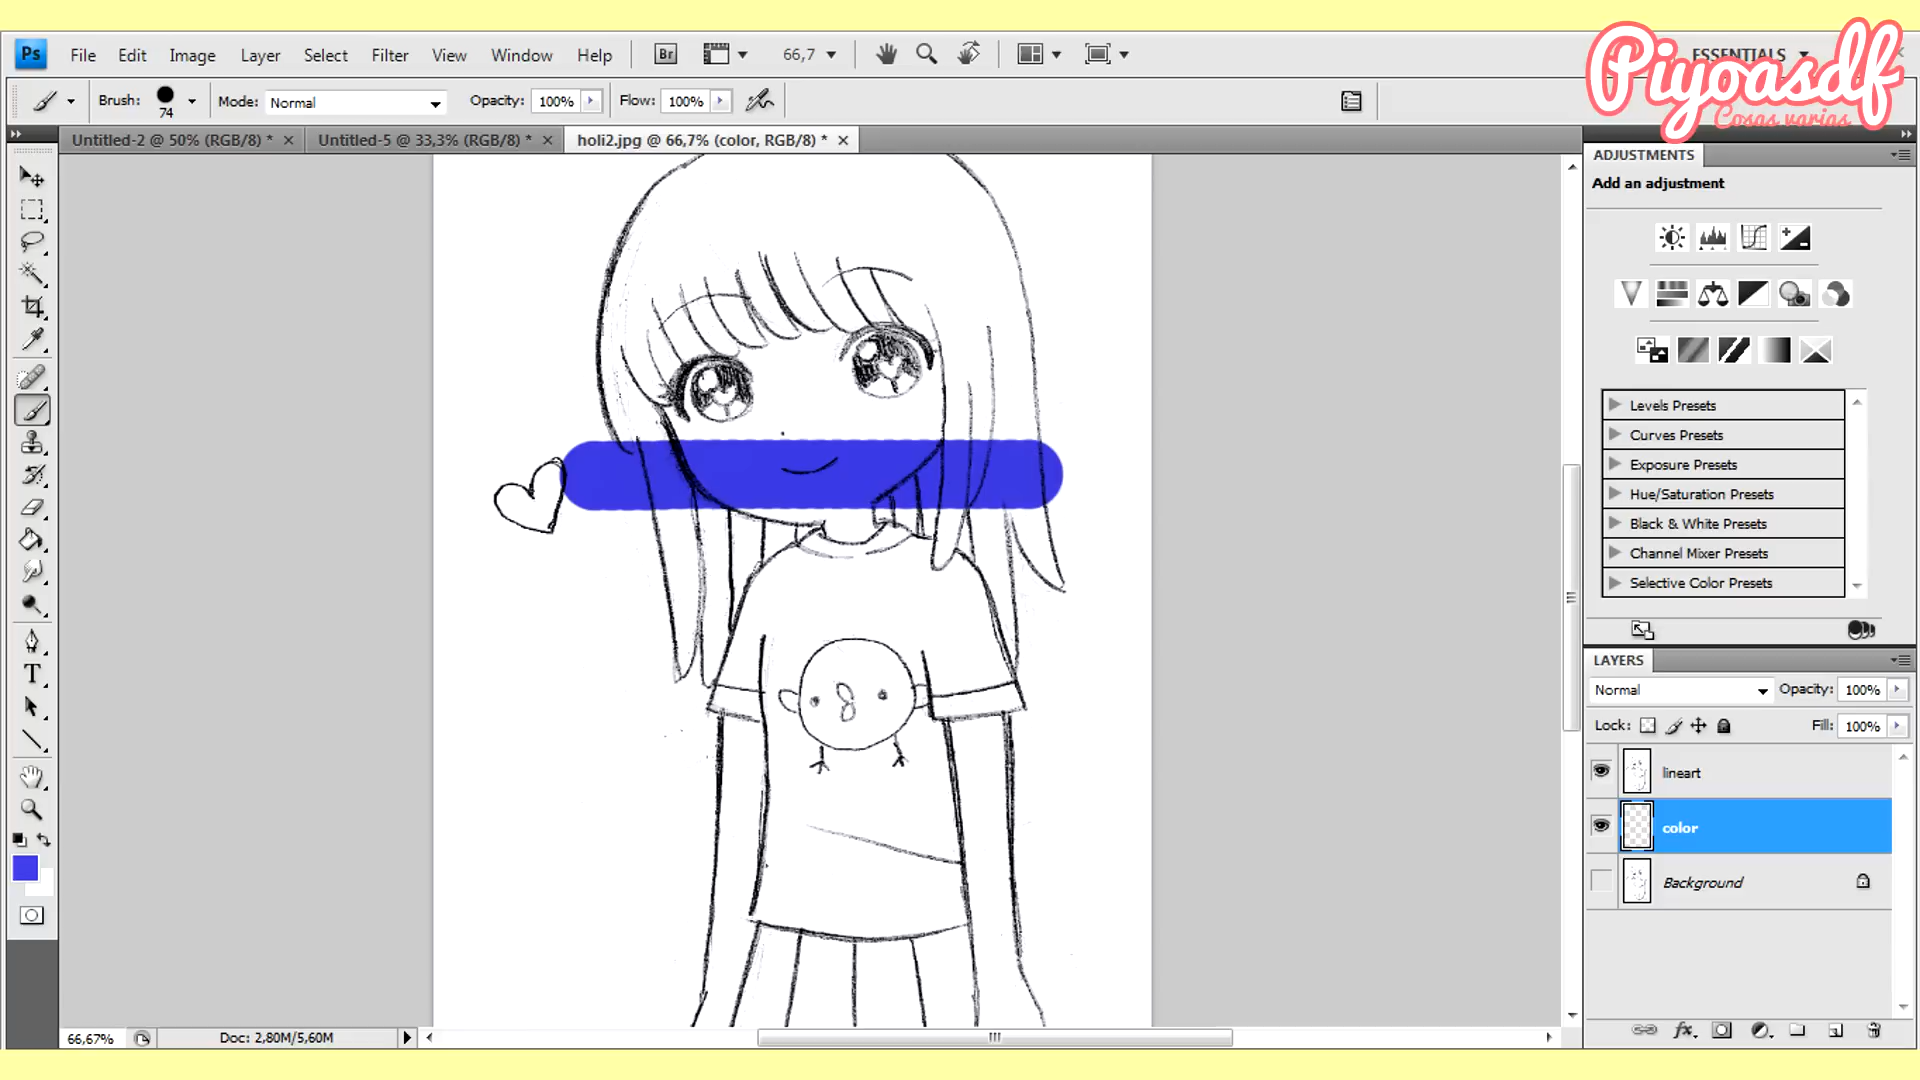 Ps File Edit Image Layer Select Filter View Window Help Br 66,7 ESSENTIALS
Piyoasdf
Cosas varias
Brush: 74 Mode: Normal Opacity: 100% Flow: 100%
Untitled-2 @ 50% (RGB/8) * Untitled-5 @ 33,3% (RGB/8) * holi2.jpg @ 66,7% (color, RGB/8) *
ADJUSTMENTS
Add an adjustment
Levels Presets
Curves Presets
Exposure Presets
Hue/Saturation Presets
Black & White Presets
Channel Mixer Presets
Selective Color Presets
LAYERS
Normal Opacity: 100%
Lock: Fill: 100%
lineart
color
Background
66,67% Doc: 2,80M/5,60M